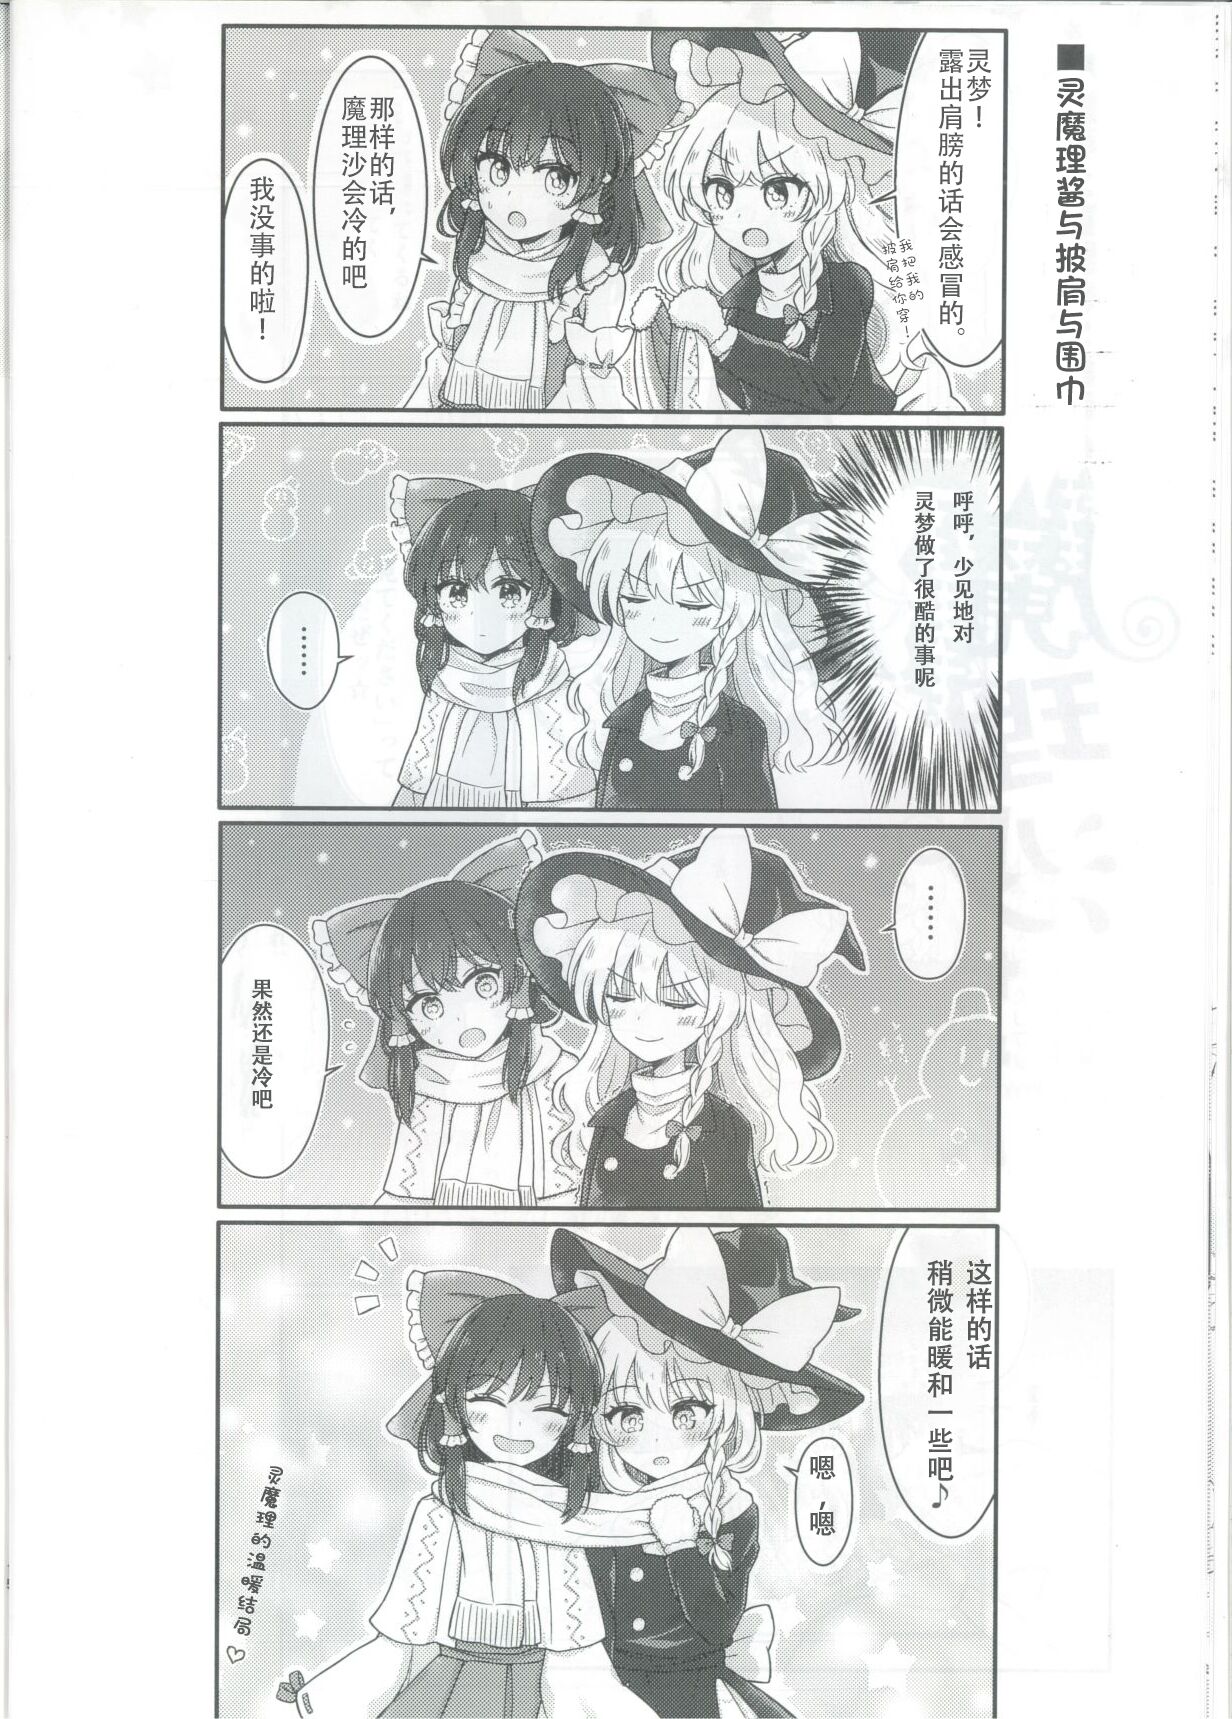 ■灵魔理酱与披肩与围巾
灵梦！
露出肩膀的话会感冒的。
我把我的
披肩给你穿！
那样的话，
魔理沙会冷的吧
我没事的啦！
呼呼，少见地对
灵梦做了很酷的事呢
……
……
果然还是冷吧
这样的话
稍微能暖和一些吧♪
嗯，嗯
灵魔理的温暖结局♡